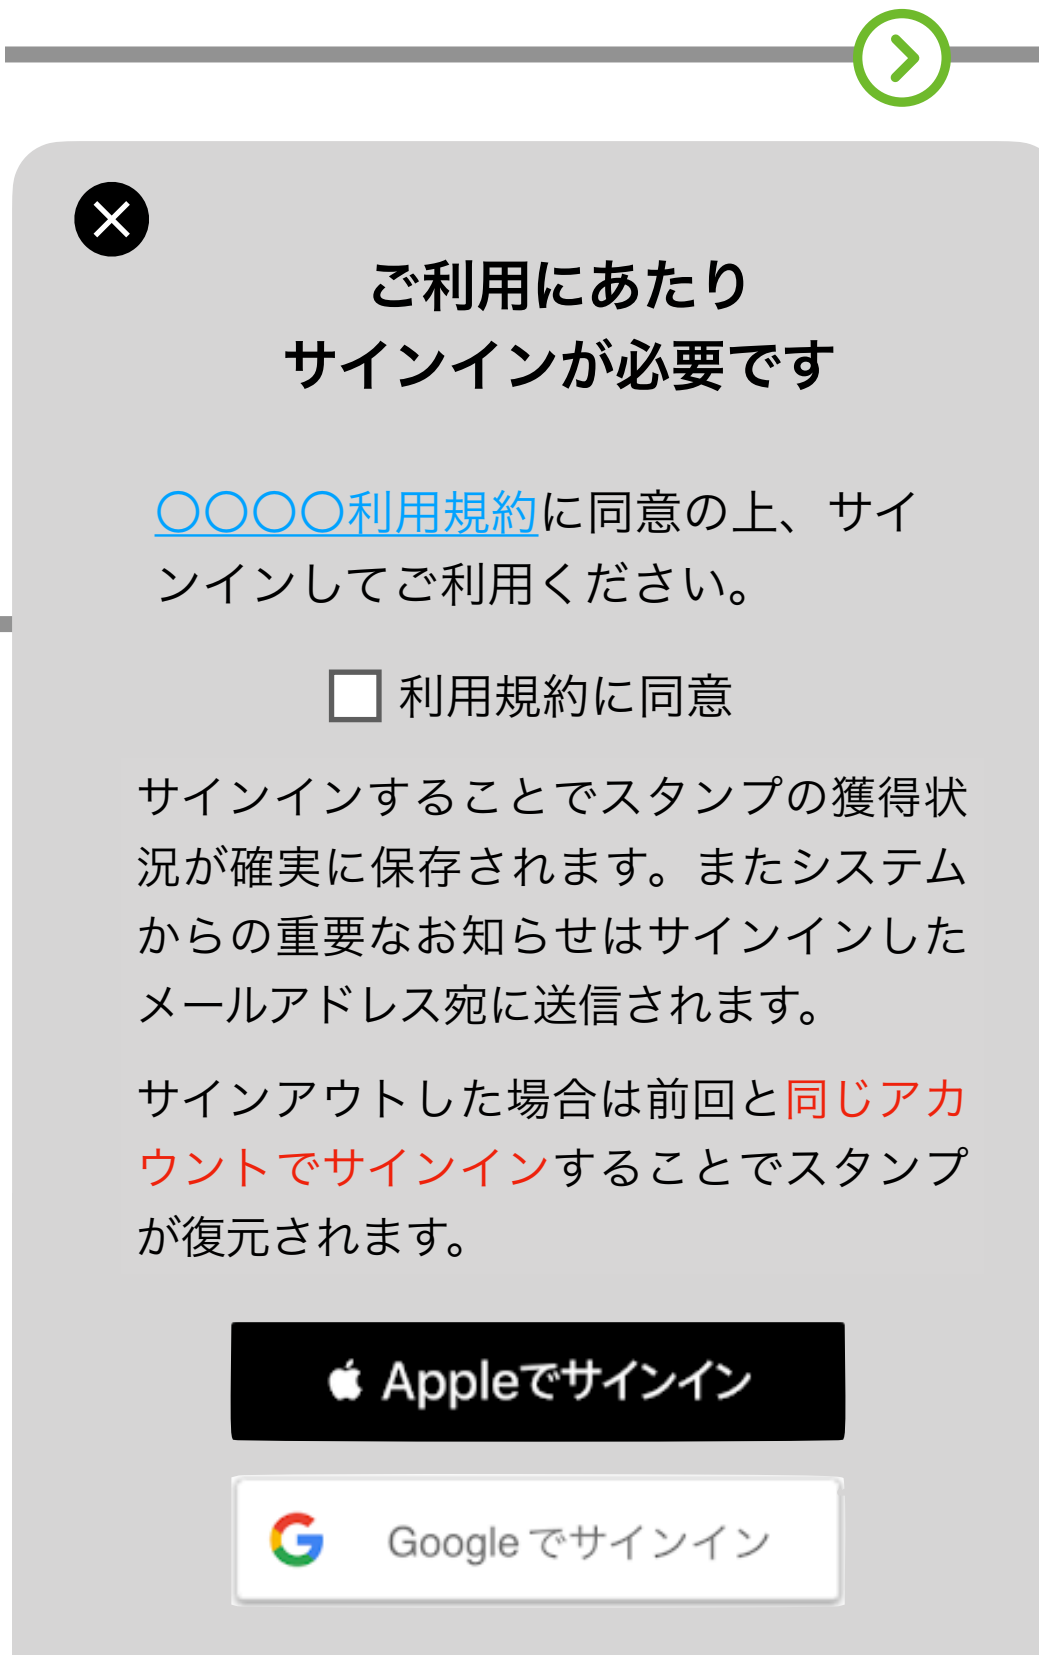 ご利用にあたり
サインインが必要です
〇〇〇〇利用規約に同意の上、サイ
ンインしてご利用ください。
利用規約に同意
サインインすることでスタンプの獲得状
況が確実に保存されます。またシステム
からの重要なお知らせはサインインした
メールアドレス宛に送信されます。
サインアウトした場合は前回と同じアカ
ウントでサインインすることでスタンプ
が復元されます。
Appleでサインイン
Google でサインイン